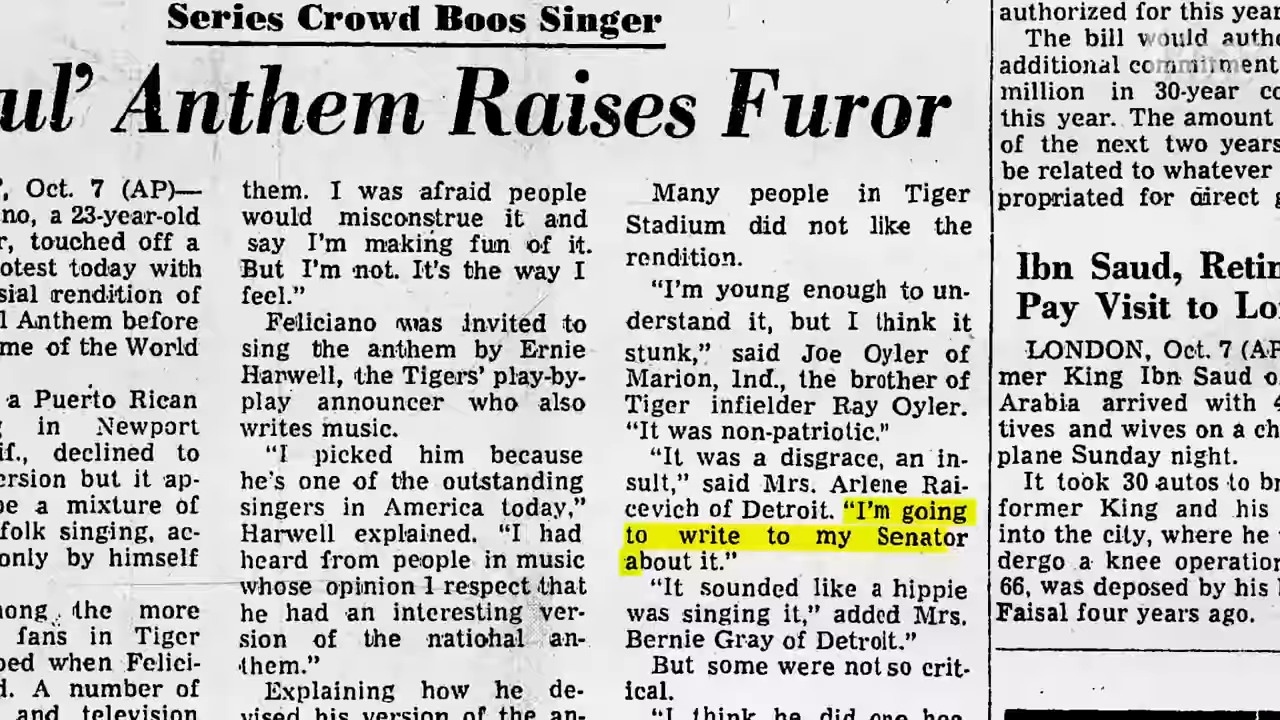 Series Crowd Boos Singer
ul' Anthem Raises Furor
, Oct. 7 (AP)—
no, a 23-year-old
r, touched off a
otest today with
sial rendition of
l Anthem before
me of the World
a Puerto Rican
g in Newport
if., declined to
ersion but it ap-
be a mixture of
folk singing, ac-
only by himself
nong the more
fans in Tiger
ped when Felici-
d. A number of
and television
them. I was afraid people
would misconstrue it and
say I'm making fun of it.
But I'm not. It's the way I
feel."
Feliciano was invited to
sing the anthem by Ernie
Harwell, the Tigers' play-by-
play announcer who also
writes music.
"I picked him because
he's one of the outstanding
singers in America today,"
Harwell explained. "I had
heard from people in music
whose opinion I respect that
he had an interesting ver-
sion of the national an-
them."
Explaining how he de-
vised his version of the an-
Many people in Tiger
Stadium did not like the
rendition.
"I'm young enough to un-
derstand it, but I think it
stunk," said Joe Oyler of
Marion, Ind., the brother of
Tiger infielder Ray Oyler.
"It was non-patriotic."
"It was a disgrace, an in-
sult," said Mrs. Arlene Rai-
cevich of Detroit. "I'm going
to write to my Senator
about it."
"It sounded like a hippie
was singing it," added Mrs.
Bernie Gray of Detroit."
But some were not so crit-
ical.
"I think he did one hea
authorized for this year
The bill would autho
additional commitment
million in 30-year co
this year. The amount
of the next two years
be related to whatever
propriated for direct g
Ibn Saud, Retin
Pay Visit to Lo
LONDON, Oct. 7 (AP
mer King Ibn Saud o
Arabia arrived with 4
tives and wives on a ch
plane Sunday night.
It took 30 autos to br
former King and his
into the city, where he
dergo a knee operation
66, was deposed by his
Faisal four years ago.